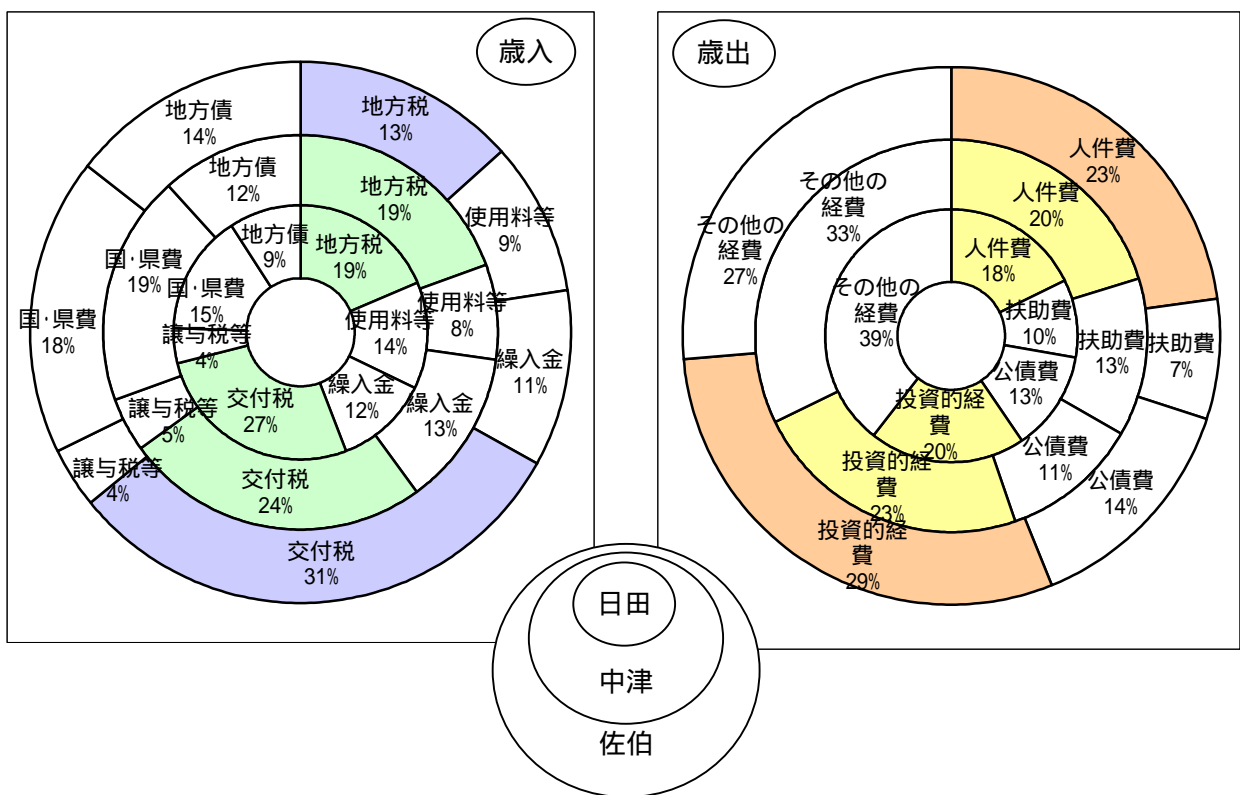 歳入
地方税
13%
使用料等
9%
繰入金
11%
交付税
31%
譲与税等
4%
国・県費
18%
地方債
14%
地方税
19%
使用料等
8%
繰入金
13%
交付税
24%
譲与税等
5%
国・県費
19%
地方債
12%
地方税
19%
使用料等
14%
繰入金
12%
交付税
27%
譲与税等
4%
国・県費
15%
地方債
9%
歳出
人件費
23%
扶助費
7%
公債費
14%
投資的経
費
29%
その他の
経費
27%
人件費
20%
扶助費
13%
公債費
11%
投資的経
費
23%
その他の
経費
33%
人件費
18%
扶助費
10%
公債費
13%
投資的経
費
20%
その他の
経費
39%
日田
中津
佐伯